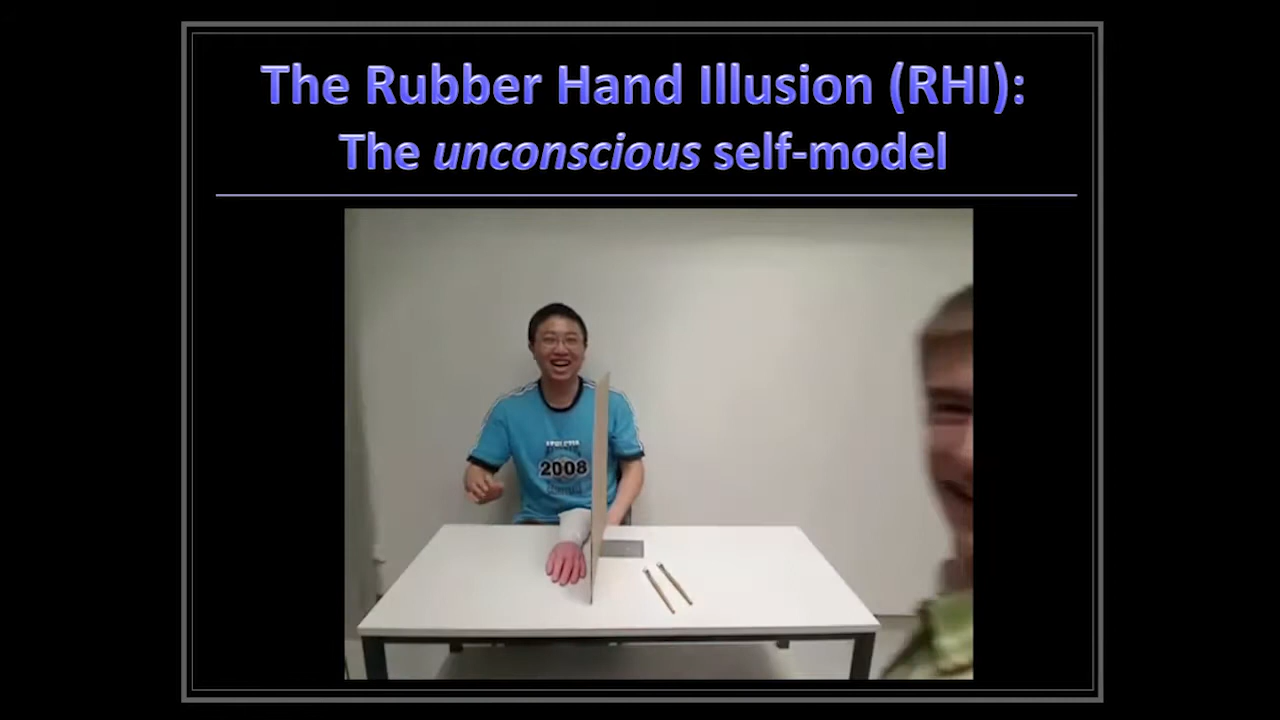 The Rubber Hand Illusion (RHI):
The unconscious self-model
2008